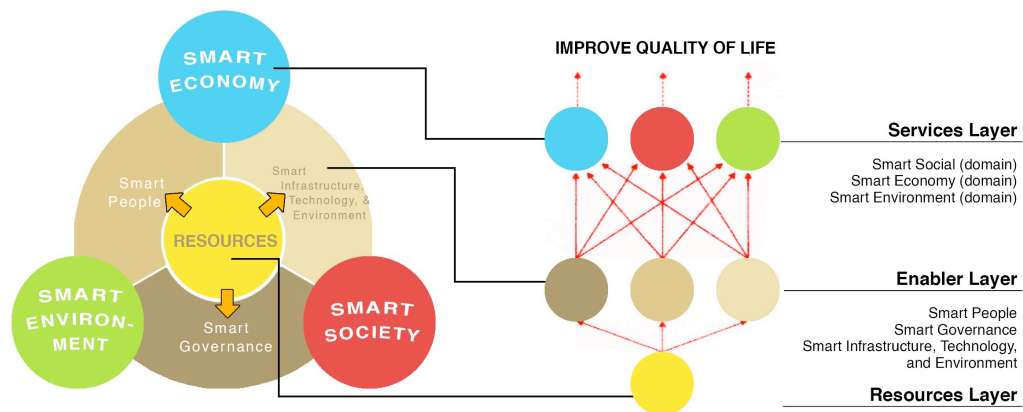 SMART
ECONOMY
Smart
People
Smart
Infrastructure,
Technology, &
Environment
RESOURCES
SMART
ENVIRON-
MENT
Smart
Governance
SMART
SOCIETY
IMPROVE QUALITY OF LIFE
Services Layer
Smart Social (domain)
Smart Economy (domain)
Smart Environment (domain)
Enabler Layer
Smart People
Smart Governance
Smart Infrastructure, Technology,
and Environment
Resources Layer